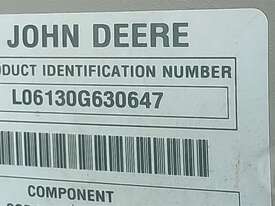 JOHN DEERE
ODUCT IDENTIFICATION NUMBER
L06130G630647
COMPONENT